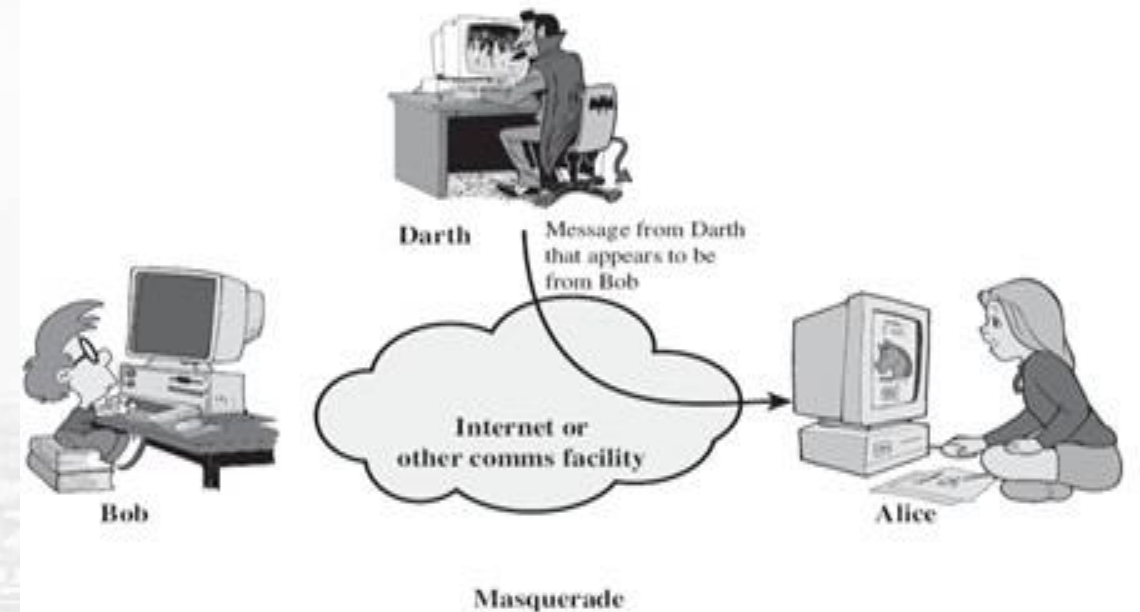 Darth
Message from Darth
that appears to be
from Bob
Internet or
other comms facility
Bob
Alice
Masquerade